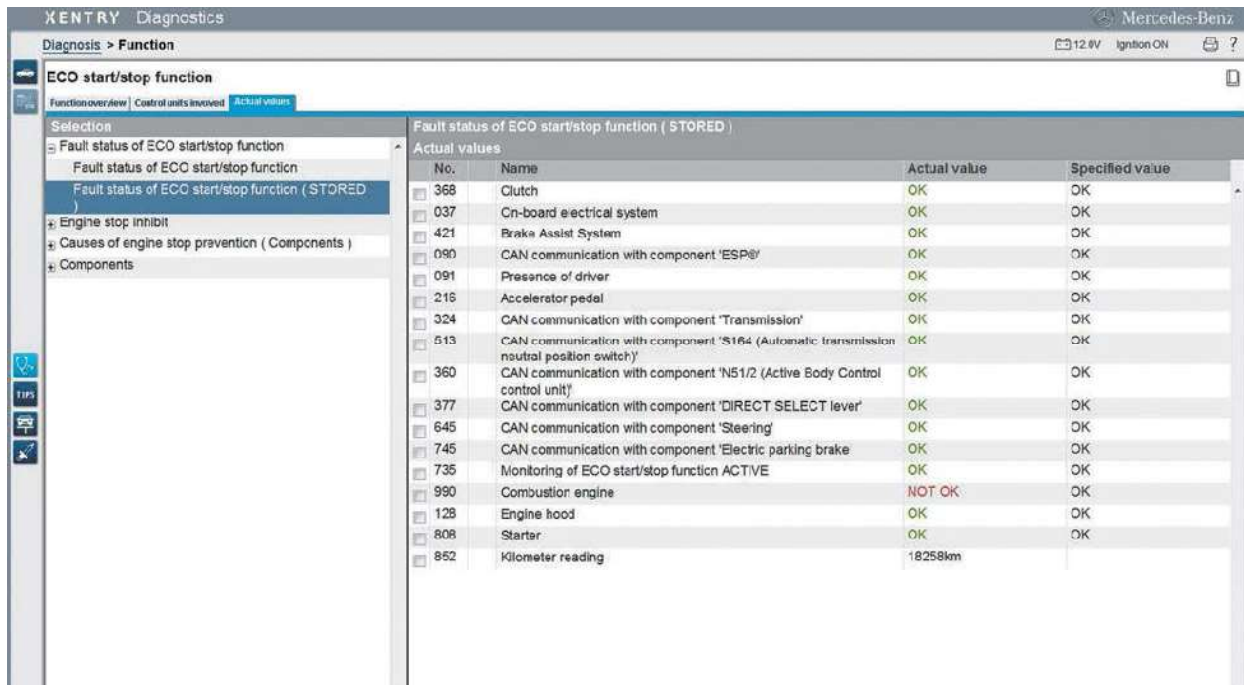 XENTRY Diagnostics
Mercedes-Benz
Diagnosis > Function
12.8V Ignition ON
?
ECO start/stop function
Function overview | Control units involved Actual values
Selection
Fault status of ECO start/stop function
Fault status of ECO start/stop function
Fault status of ECO start/stop function ( STORED
)
Engine stop inhibit
Causes of engine stop prevention ( Components )
Components
Fault status of ECO start/stop function ( STORED )
Actual values
No. Name Actual value Specified value
368 Clutch OK OK
037 On-board electrical system OK OK
421 Brake Assist System OK OK
090 CAN communication with component 'ESP®' OK OK
091 Presence of driver OK OK
216 Accelerator pedal OK OK
324 CAN communication with component 'Transmission' OK OK
513 CAN communication with component 'S164 (Automatic transmission OK OK
neutral position switch)'
360 CAN communication with component 'N51/2 (Active Body Control OK OK
control unit)'
377 CAN communication with component 'DIRECT SELECT lever' OK OK
645 CAN communication with component 'Steering' OK OK
745 CAN communication with component 'Electric parking brake OK OK
735 Monitoring of ECO start/stop function ACTIVE OK OK
990 Combustion engine NOT OK OK
128 Engine hood OK OK
808 Starter OK OK
852 Kilometer reading 18258km
TIPS